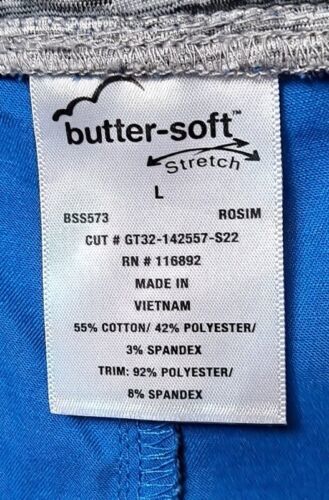 butter-soft™
Stretch
L
BSS573 ROSIM
CUT # GT32-142557-S22
RN # 116892
MADE IN
VIETNAM
55% COTTON/ 42% POLYESTER/
3% SPANDEX
TRIM: 92% POLYESTER/
8% SPANDEX